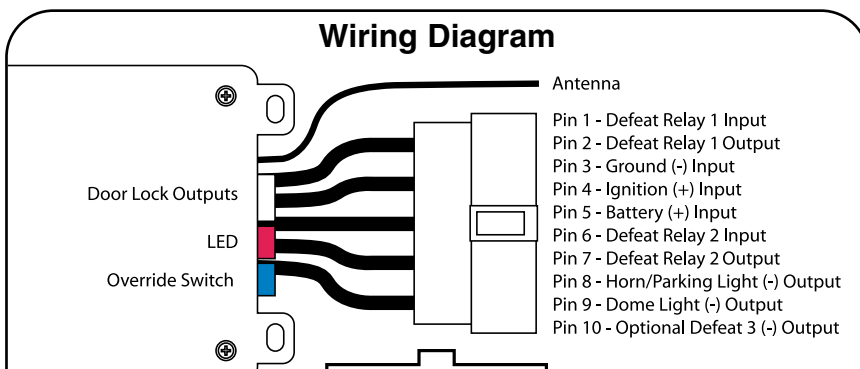 Wiring Diagram
Antenna
Pin 1 - Defeat Relay 1 Input
Pin 2 - Defeat Relay 1 Output
Pin 3 - Ground (-) Input
Pin 4 - Ignition (+) Input
Pin 5 - Battery (+) Input
Pin 6 - Defeat Relay 2 Input
Pin 7 - Defeat Relay 2 Output
Pin 8 - Horn/Parking Light (-) Output
Pin 9 - Dome Light (-) Output
Pin 10 - Optional Defeat 3 (-) Output
Door Lock Outputs
LED
Override Switch